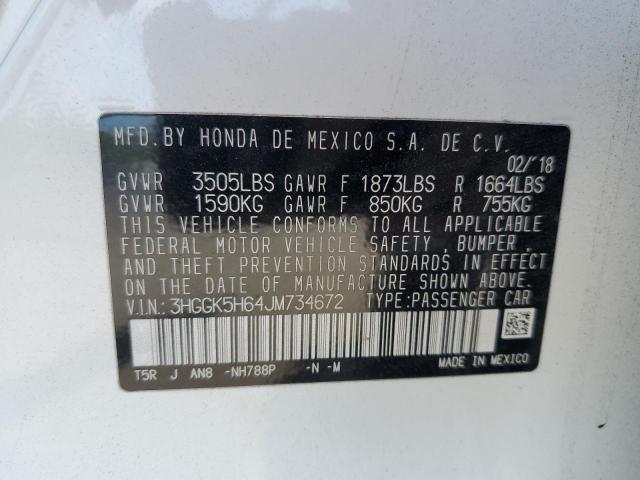 MFD.BY HONDA DE MEXICO S.A. DE C.V.
02/'18
GVWR 3505LBS GAWR F 1873LBS R 1664LBS
GVWR 1590KG GAWR F 850KG R 755KG
THIS VEHICLE CONFORMS TO ALL APPLICABLE
FEDERAL MOTOR VEHICLE SAFETY , BUMPER ,
AND THEFT PREVENTION STANDARDS IN EFFECT
ON THE DATE OF MANUFACTURE SHOWN ABOVE.
V.I.N.:3HGGK5H64JM734672 TYPE:PASSENGER CAR
MADE IN MEXICO
T5R J AN8 -NH788P -N -M